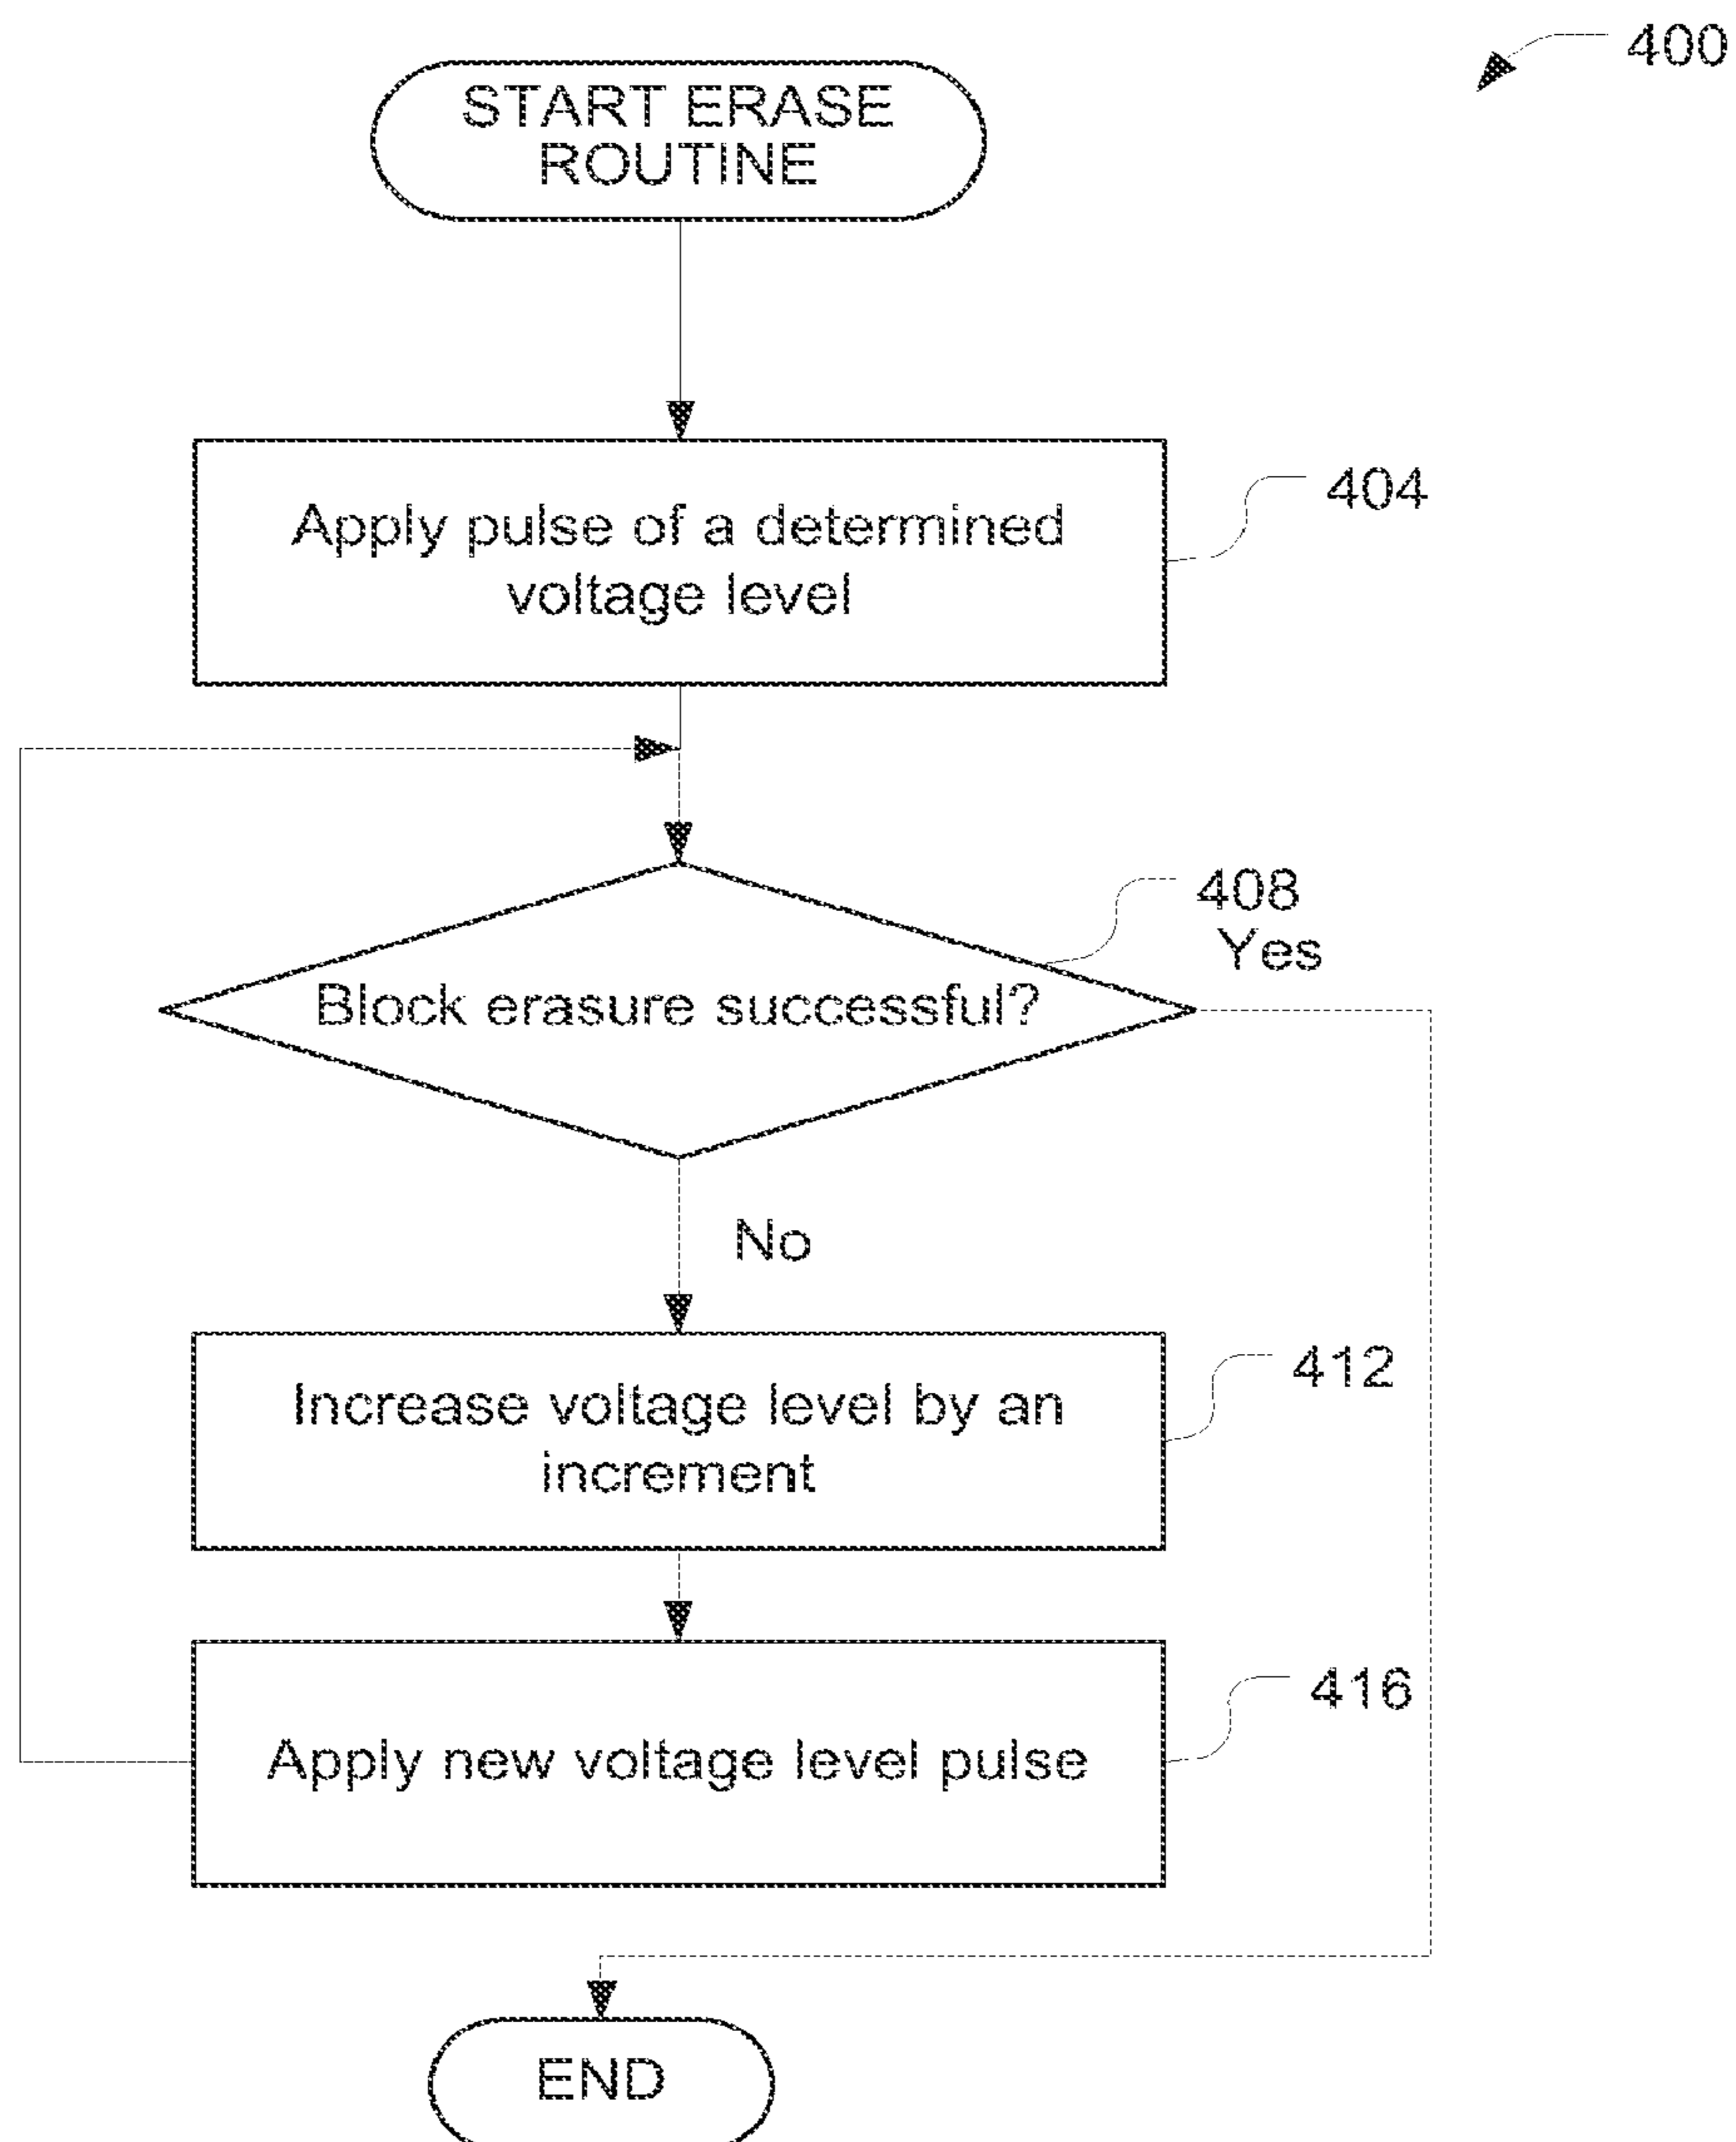 400
START ERASE
ROUTINE
Apply pulse of a determined
voltage level
404
408
Yes
Block erasure successful?
No
Increase voltage level by an
increment
412
Apply new voltage level pulse
416
END